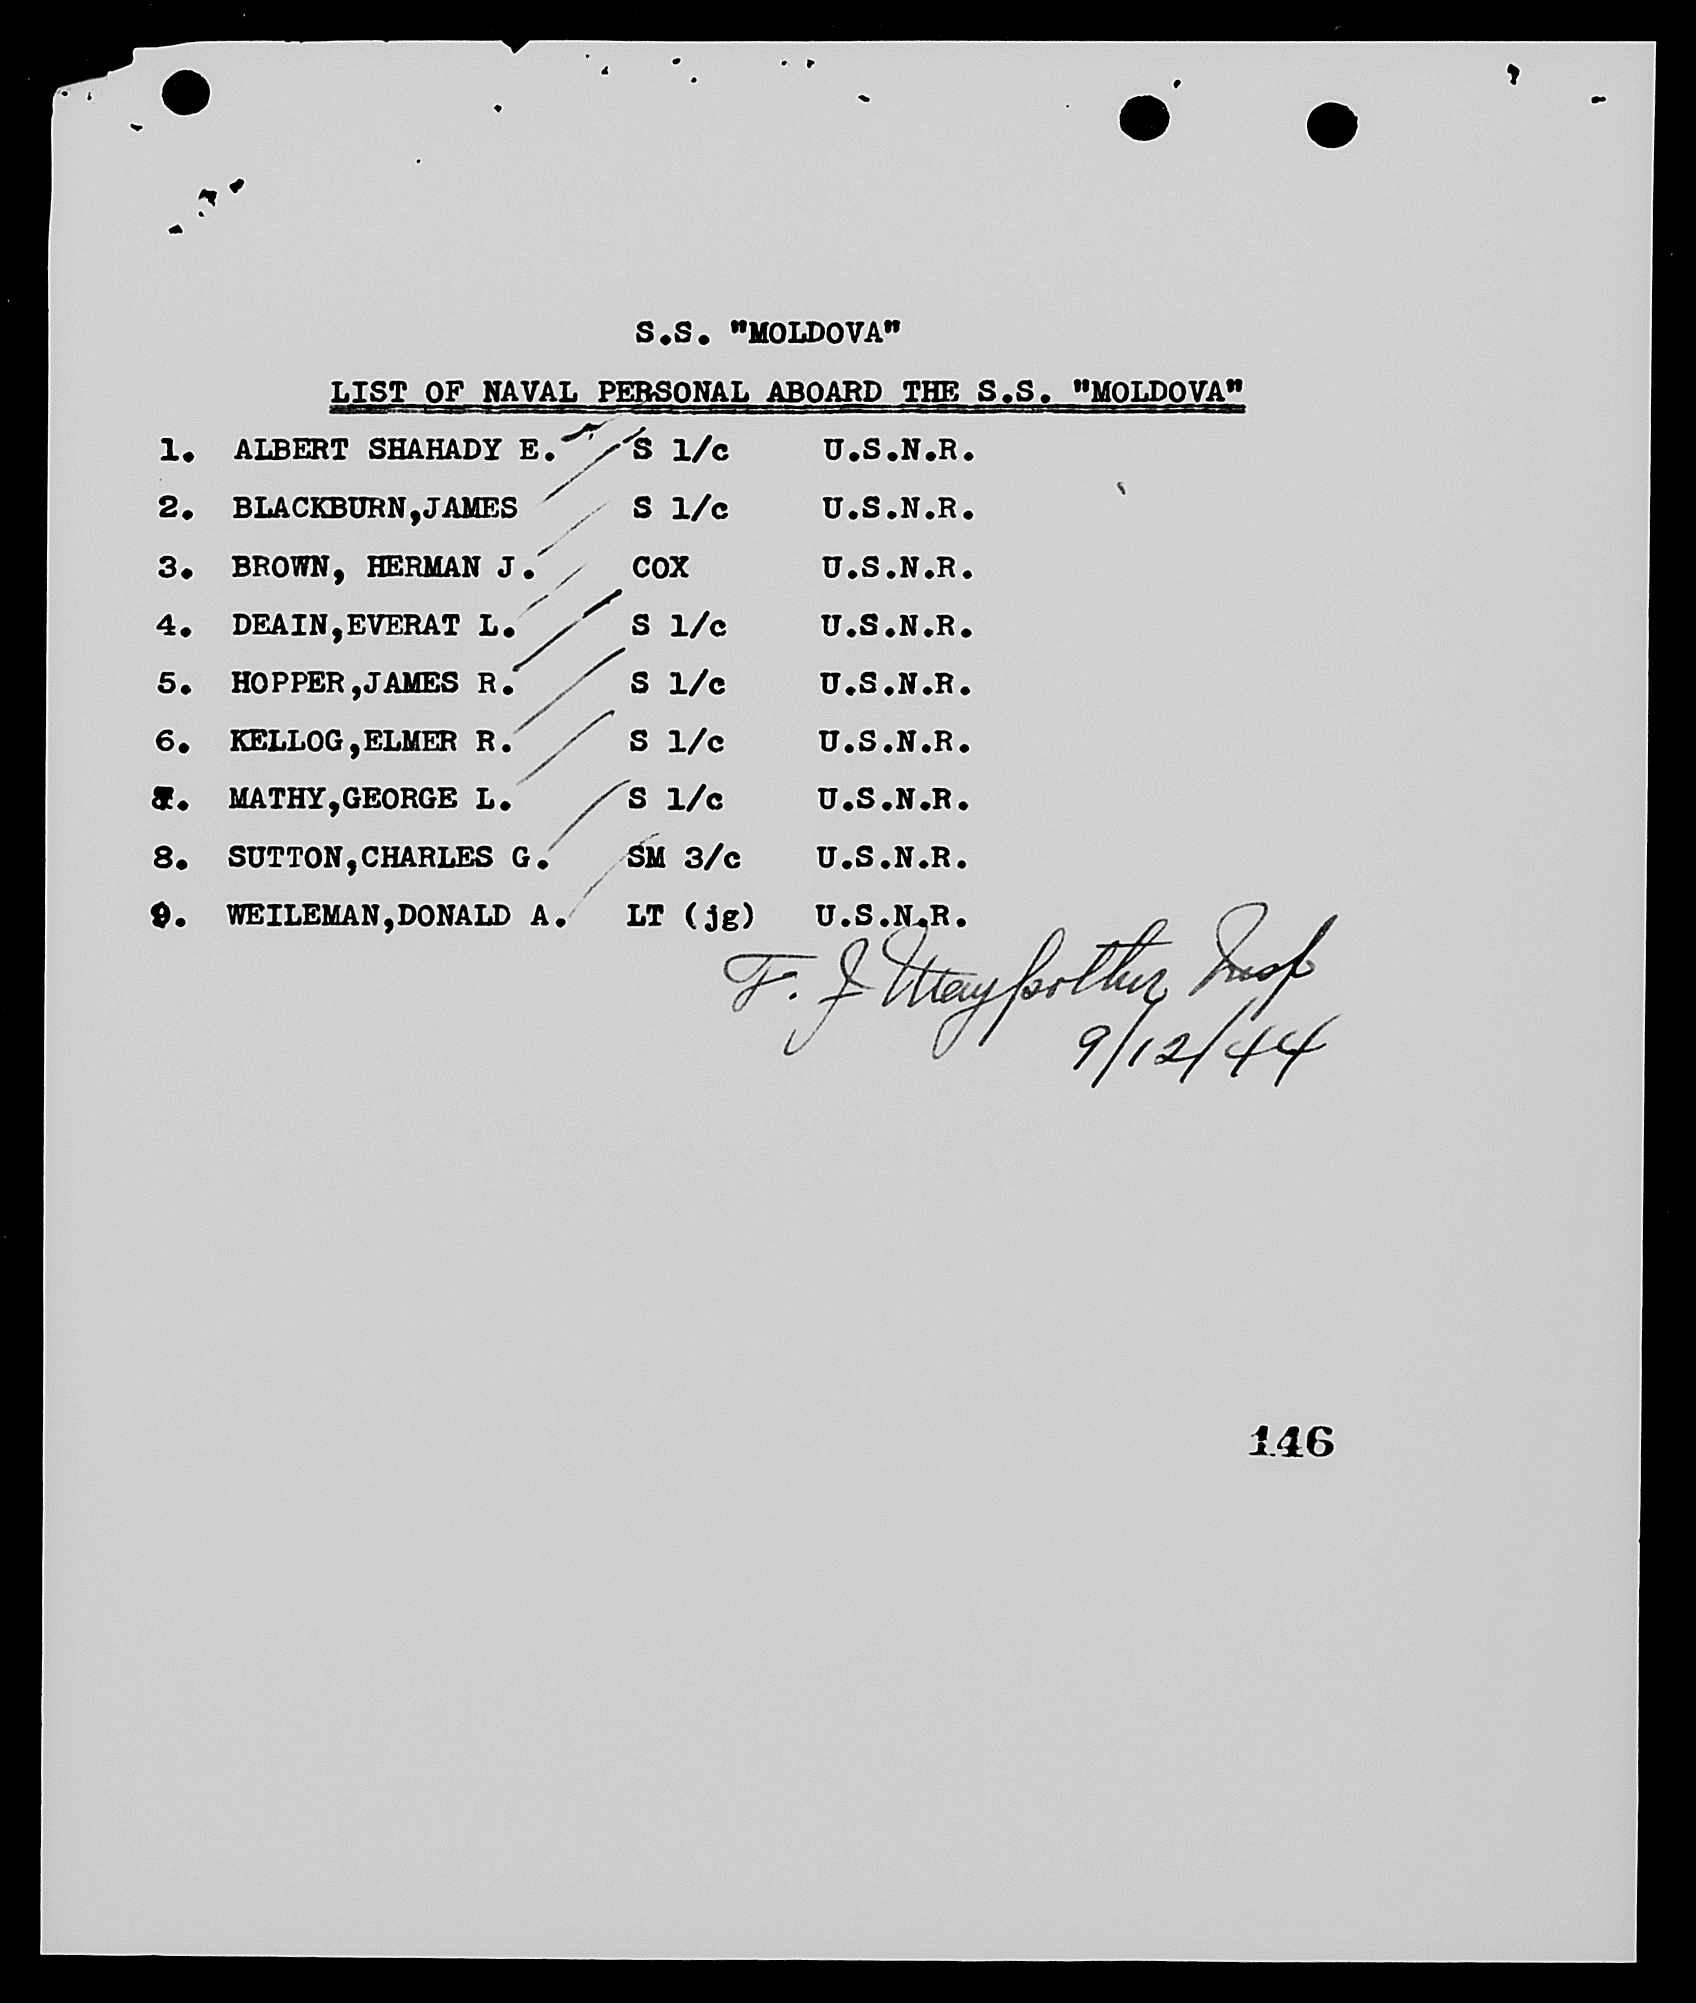 S.S. "MOLDOVA"
LIST OF NAVAL PERSONAL ABOARD THE S.S. "MOLDOVA"
1. ALBERT SHAHADY E. S 1/c U.S.N.R.
2. BLACKBURN,JAMES S 1/c U.S.N.R.
3. BROWN, HERMAN J. COX U.S.N.R.
4. DEAIN,EVERAT L. S 1/c U.S.N.R.
5. HOPPER,JAMES R. S 1/c U.S.N.R.
6. KELLOG,ELMER R. S 1/c U.S.N.R.
7. MATHY,GEORGE L. S 1/c U.S.N.R.
8. SUTTON,CHARLES G. SM 3/c U.S.N.R.
9. WEILEMAN,DONALD A. LT (jg) U.S.N.R.
F. J. Insp
9/12/44
146